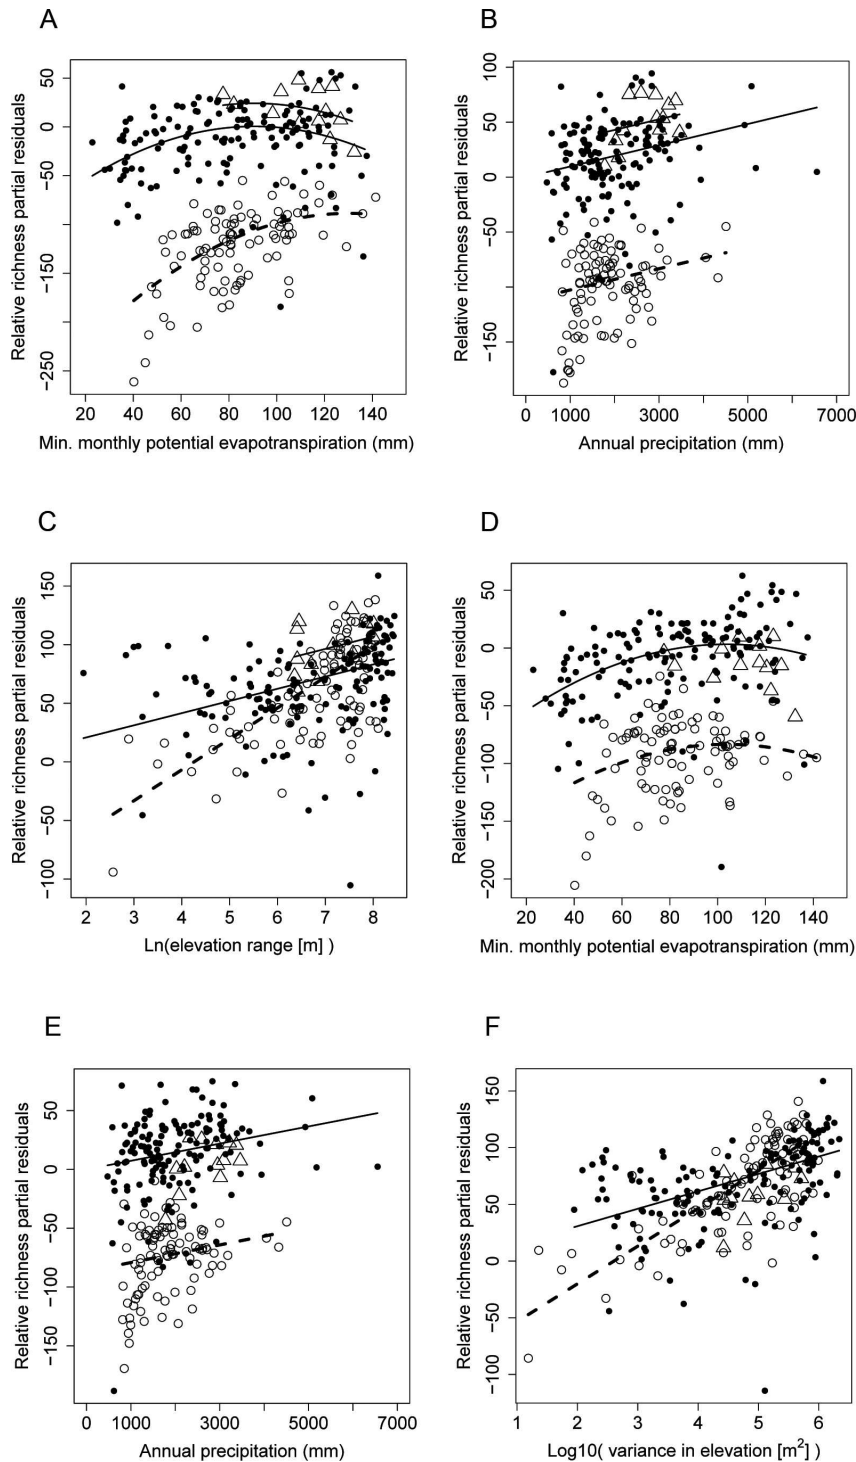 A
Relative richness partial residuals
50
0
−50
−150
−250
20 40 60 80 100 120 140
Min. monthly potential evapotranspiration (mm)
B
Relative richness partial residuals
100
50
0
−50
−150
0 1000 3000 5000 7000
Annual precipitation (mm)
C
Relative richness partial residuals
150
100
50
0
−100
2 3 4 5 6 7 8
Ln(elevation range [m] )
D
Relative richness partial residuals
50
0
−50
−100
−150
−200
20 40 60 80 100 120 140
Min. monthly potential evapotranspiration (mm)
E
Relative richness partial residuals
50
0
−50
−150
0 1000 3000 5000 7000
Annual precipitation (mm)
F
Relative richness partial residuals
150
100
50
0
−100
1 2 3 4 5 6
Log10( variance in elevation [m²] )